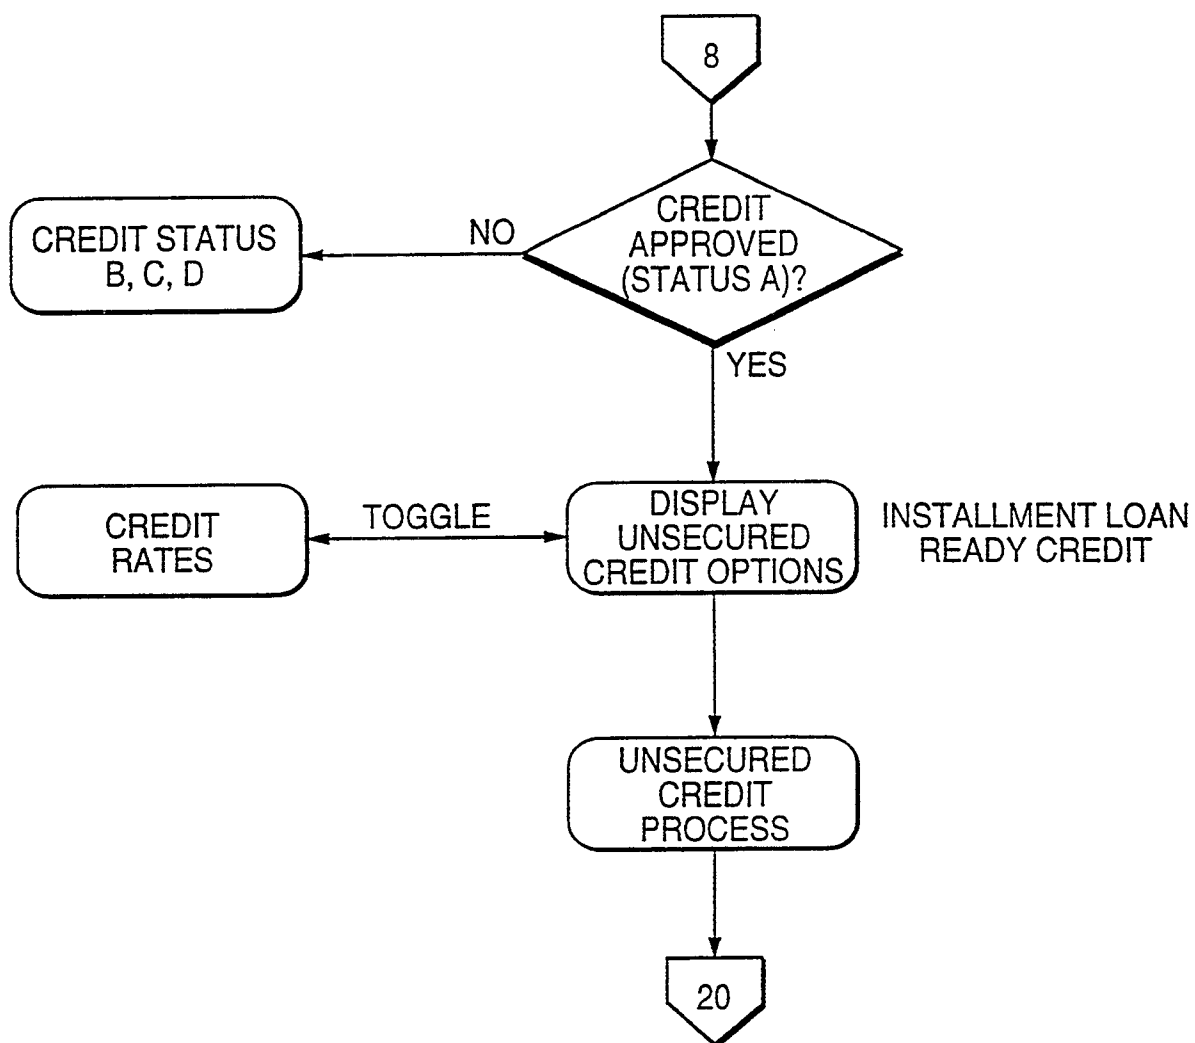 8
CREDIT
APPROVED
(STATUS A)?
NO
CREDIT STATUS
B, C, D
YES
CREDIT
RATES
TOGGLE
DISPLAY
UNSECURED
CREDIT OPTIONS
INSTALLMENT LOAN
READY CREDIT
UNSECURED
CREDIT
PROCESS
20